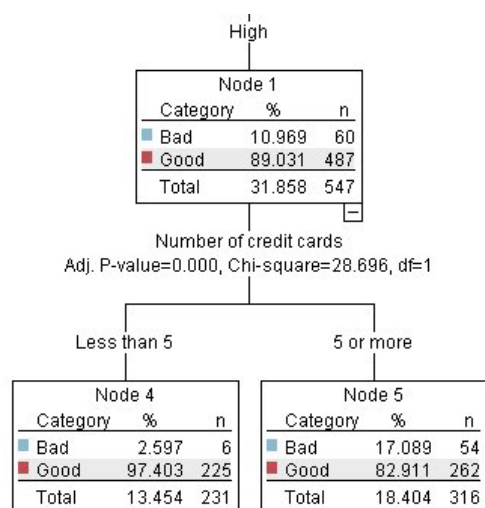 High
Node 1
Category % n
Bad 10.969 60
Good 89.031 487
Total 31.858 547
Number of credit cards
Adj. P-value=0.000, Chi-square=28.696, df=1
Less than 5
5 or more
Node 4
Category % n
Bad 2.597 6
Good 97.403 225
Total 13.454 231
Node 5
Category % n
Bad 17.089 54
Good 82.911 262
Total 18.404 316